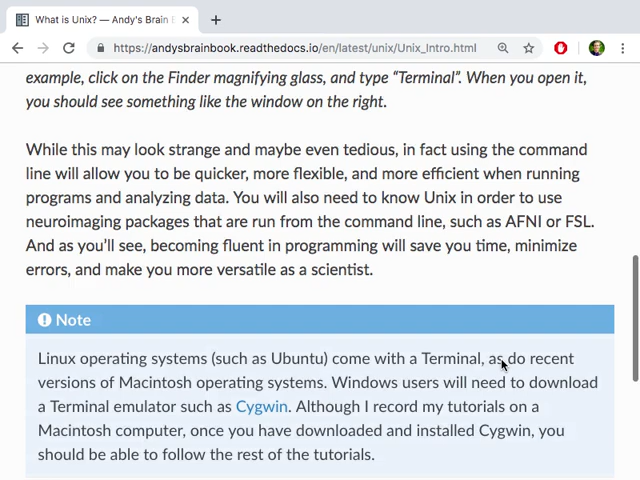 What is Unix? — Andy's Brain B
https://andysbrainbook.readthedocs.io/en/latest/unix/Unix_Intro.html
example, click on the Finder magnifying glass, and type “Terminal”. When you open it,
you should see something like the window on the right.
While this may look strange and maybe even tedious, in fact using the command
line will allow you to be quicker, more flexible, and more efficient when running
programs and analyzing data. You will also need to know Unix in order to use
neuroimaging packages that are run from the command line, such as AFNI or FSL.
And as you’ll see, becoming fluent in programming will save you time, minimize
errors, and make you more versatile as a scientist.
Note
Linux operating systems (such as Ubuntu) come with a Terminal, as do recent
versions of Macintosh operating systems. Windows users will need to download
a Terminal emulator such as Cygwin. Although I record my tutorials on a
Macintosh computer, once you have downloaded and installed Cygwin, you
should be able to follow the rest of the tutorials.